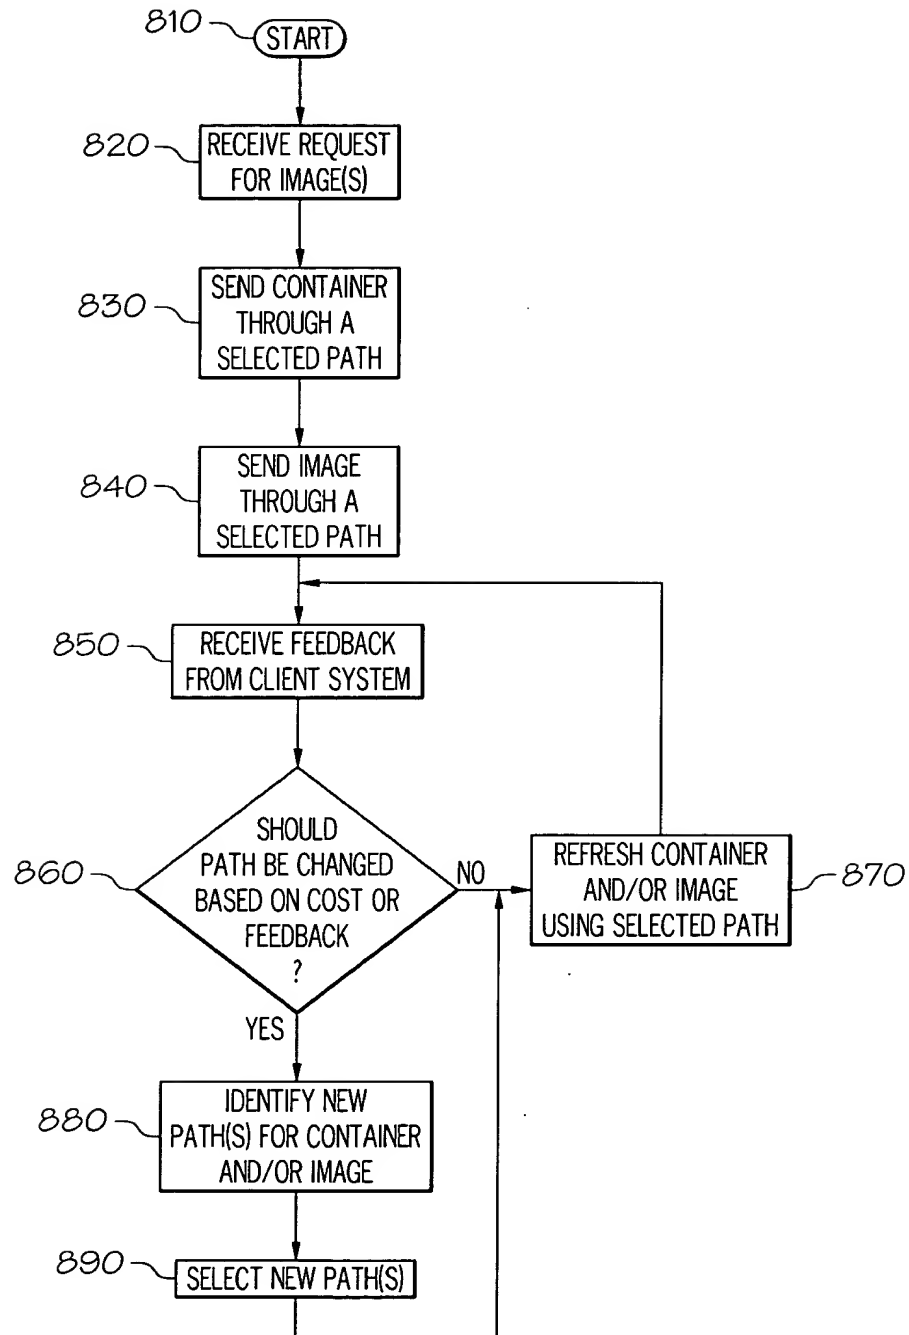 810
START
820
RECEIVE REQUEST
FOR IMAGE(S)
830
SEND CONTAINER
THROUGH A
SELECTED PATH
840
SEND IMAGE
THROUGH A
SELECTED PATH
850
RECEIVE FEEDBACK
FROM CLIENT SYSTEM
860
SHOULD
PATH BE CHANGED
BASED ON COST OR
FEEDBACK
?
NO
REFRESH CONTAINER
AND/OR IMAGE
USING SELECTED PATH
870
YES
880
IDENTIFY NEW
PATH(S) FOR CONTAINER
AND/OR IMAGE
890
SELECT NEW PATH(S)